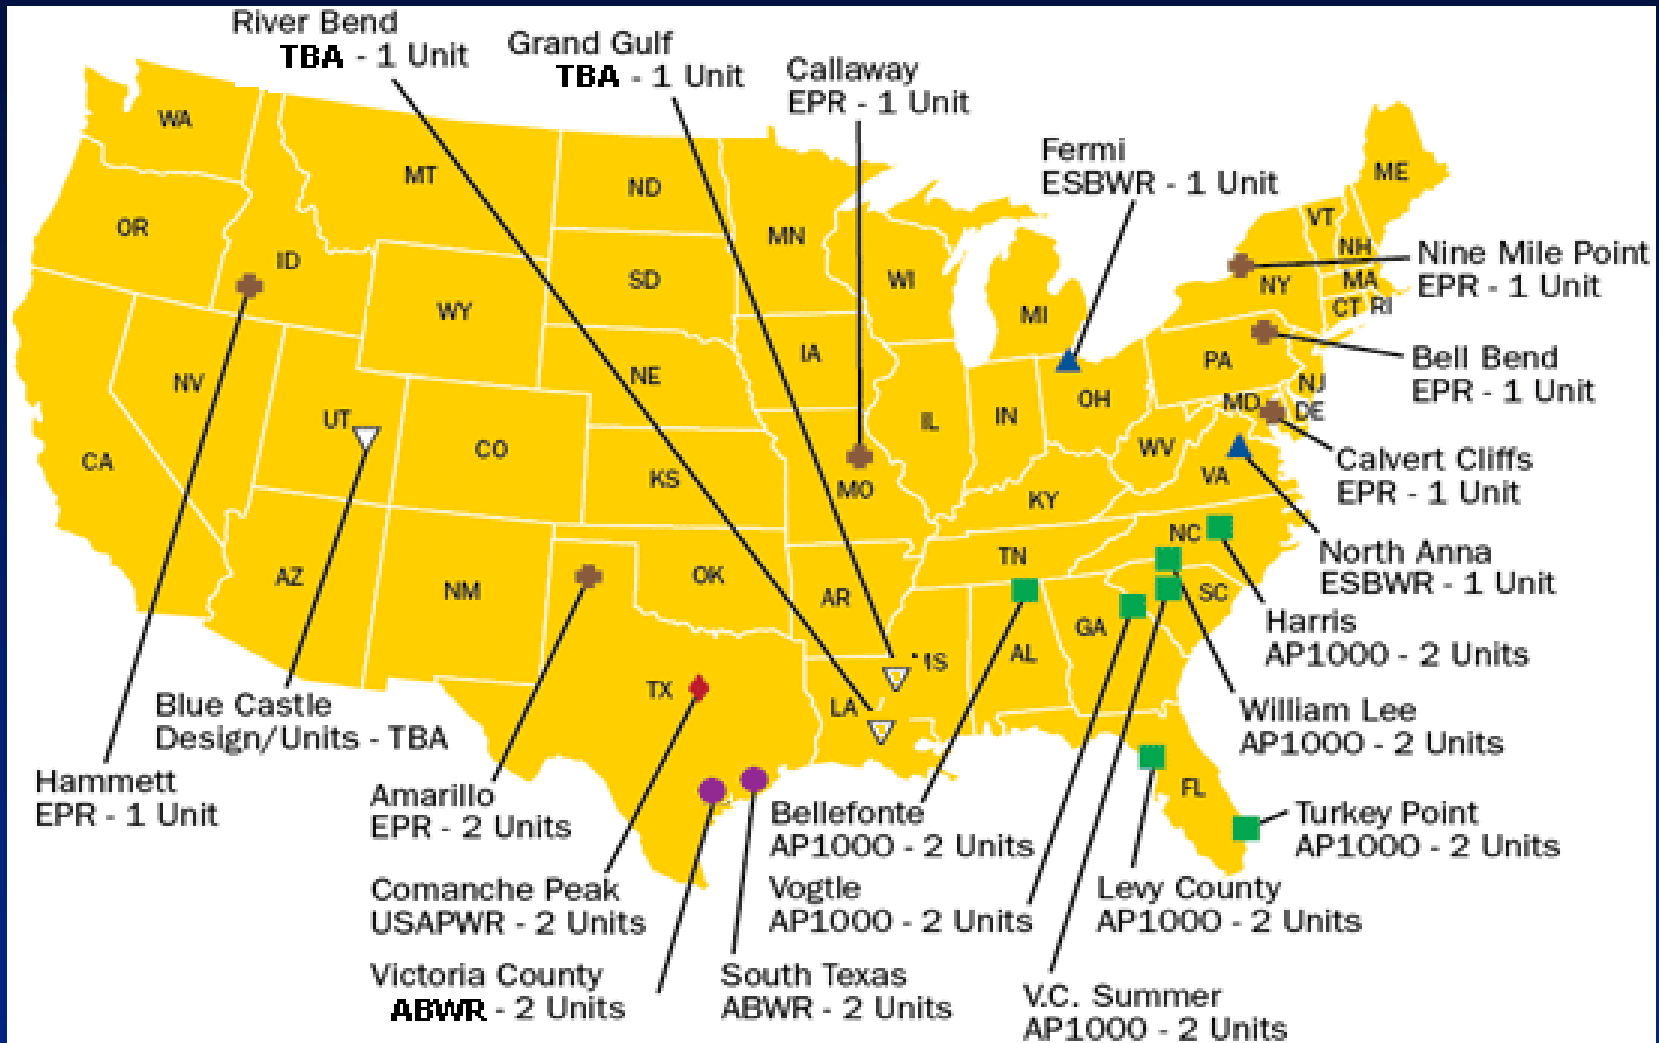 River Bend
TBA - 1 Unit
Grand Gulf
TBA - 1 Unit
Callaway
EPR - 1 Unit
Fermi
ESBWR - 1 Unit
Nine Mile Point
EPR - 1 Unit
Bell Bend
EPR - 1 Unit
Calvert Cliffs
EPR - 1 Unit
North Anna
ESBWR - 1 Unit
Harris
AP1000 - 2 Units
William Lee
AP1000 - 2 Units
Turkey Point
AP1000 - 2 Units
Levy County
AP1000 - 2 Units
V.C. Summer
AP1000 - 2 Units
Bellefonte
AP1000 - 2 Units
Vogtle
AP1000 - 2 Units
South Texas
ABWR - 2 Units
Victoria County
ABWR - 2 Units
Comanche Peak
USAPWR - 2 Units
Amarillo
EPR - 2 Units
Blue Castle
Design/Units - TBA
Hammett
EPR - 1 Unit
WA
MT
ND
MN
OR
ID
SD
WI
MI
ME
VT
NH
NY
MA
CT RI
WY
IA
NE
NV
UT
CO
CA
KS
MO
IL
IN
OH
PA
NJ
MD
DE
WV
VA
KY
NC
TN
SC
AZ
NM
OK
AR
TX
LA
MS
AL
GA
FL